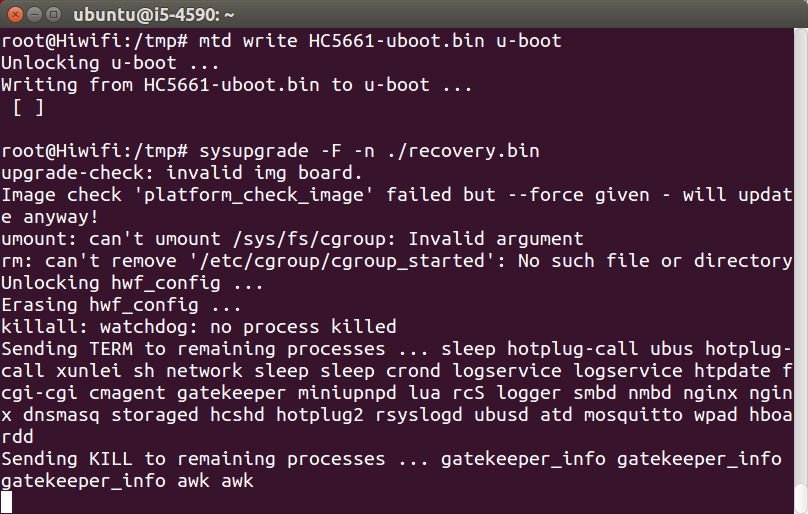 ubuntu@i5-4590: ~
root@Hiwifi:/tmp# mtd write HC5661-uboot.bin u-boot
Unlocking u-boot ...
Writing from HC5661-uboot.bin to u-boot ...
 [ ]
root@Hiwifi:/tmp# sysupgrade -F -n ./recovery.bin
upgrade-check: invalid img board.
Image check 'platform_check_image' failed but --force given - will updat
e anyway!
umount: can't umount /sys/fs/cgroup: Invalid argument
rm: can't remove '/etc/cgroup/cgroup_started': No such file or directory
Unlocking hwf_config ...
Erasing hwf_config ...
killall: watchdog: no process killed
Sending TERM to remaining processes ... sleep hotplug-call ubus hotplug-
call xunlei sh network sleep sleep crond logservice logservice htpdate f
cgi-cgi cmagent gatekeeper miniupnpd lua rcS logger smbd nmbd nginx ngin
x dnsmasq storaged hcshd hotplug2 rsyslogd ubusd atd mosquitto wpad hboa
rdd
Sending KILL to remaining processes ... gatekeeper_info gatekeeper_info
gatekeeper_info awk awk